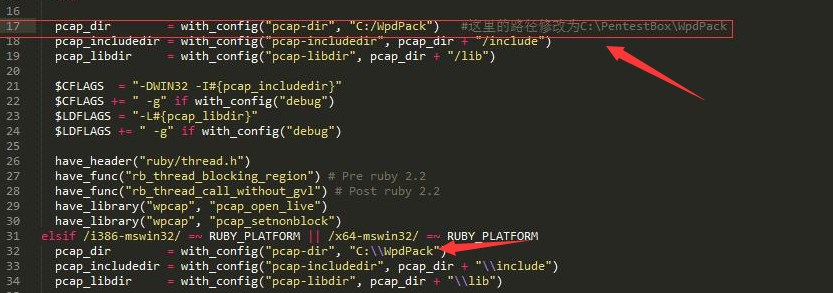 16
17 pcap_dir = with_config("pcap-dir", "C:/WpdPack") #这里的路径修改为C:\PentestBox\WpdPack
18 pcap_includedir = with_config("pcap-includedir", pcap_dir + "/include")
19 pcap_libdir = with_config("pcap-libdir", pcap_dir + "/lib")
20
21 $CFLAGS = "-DWIN32 -I#{pcap_includedir}"
22 $CFLAGS += " -g" if with_config("debug")
23 $LDFLAGS = "-L#{pcap_libdir}"
24 $LDFLAGS += " -g" if with_config("debug")
25
26 have_header("ruby/thread.h")
27 have_func("rb_thread_blocking_region") # Pre ruby 2.2
28 have_func("rb_thread_call_without_gvl") # Post ruby 2.2
29 have_library("wpcap", "pcap_open_live")
30 have_library("wpcap", "pcap_setnonblock")
31 elsif /i386-mswin32/ =~ RUBY_PLATFORM || /x64-mswin32/ =~ RUBY_PLATFORM
32 pcap_dir = with_config("pcap-dir", "C:\\WpdPack")
33 pcap_includedir = with_config("pcap-includedir", pcap_dir + "\\include")
34 pcap_libdir = with_config("pcap-libdir", pcap_dir + "\\lib")